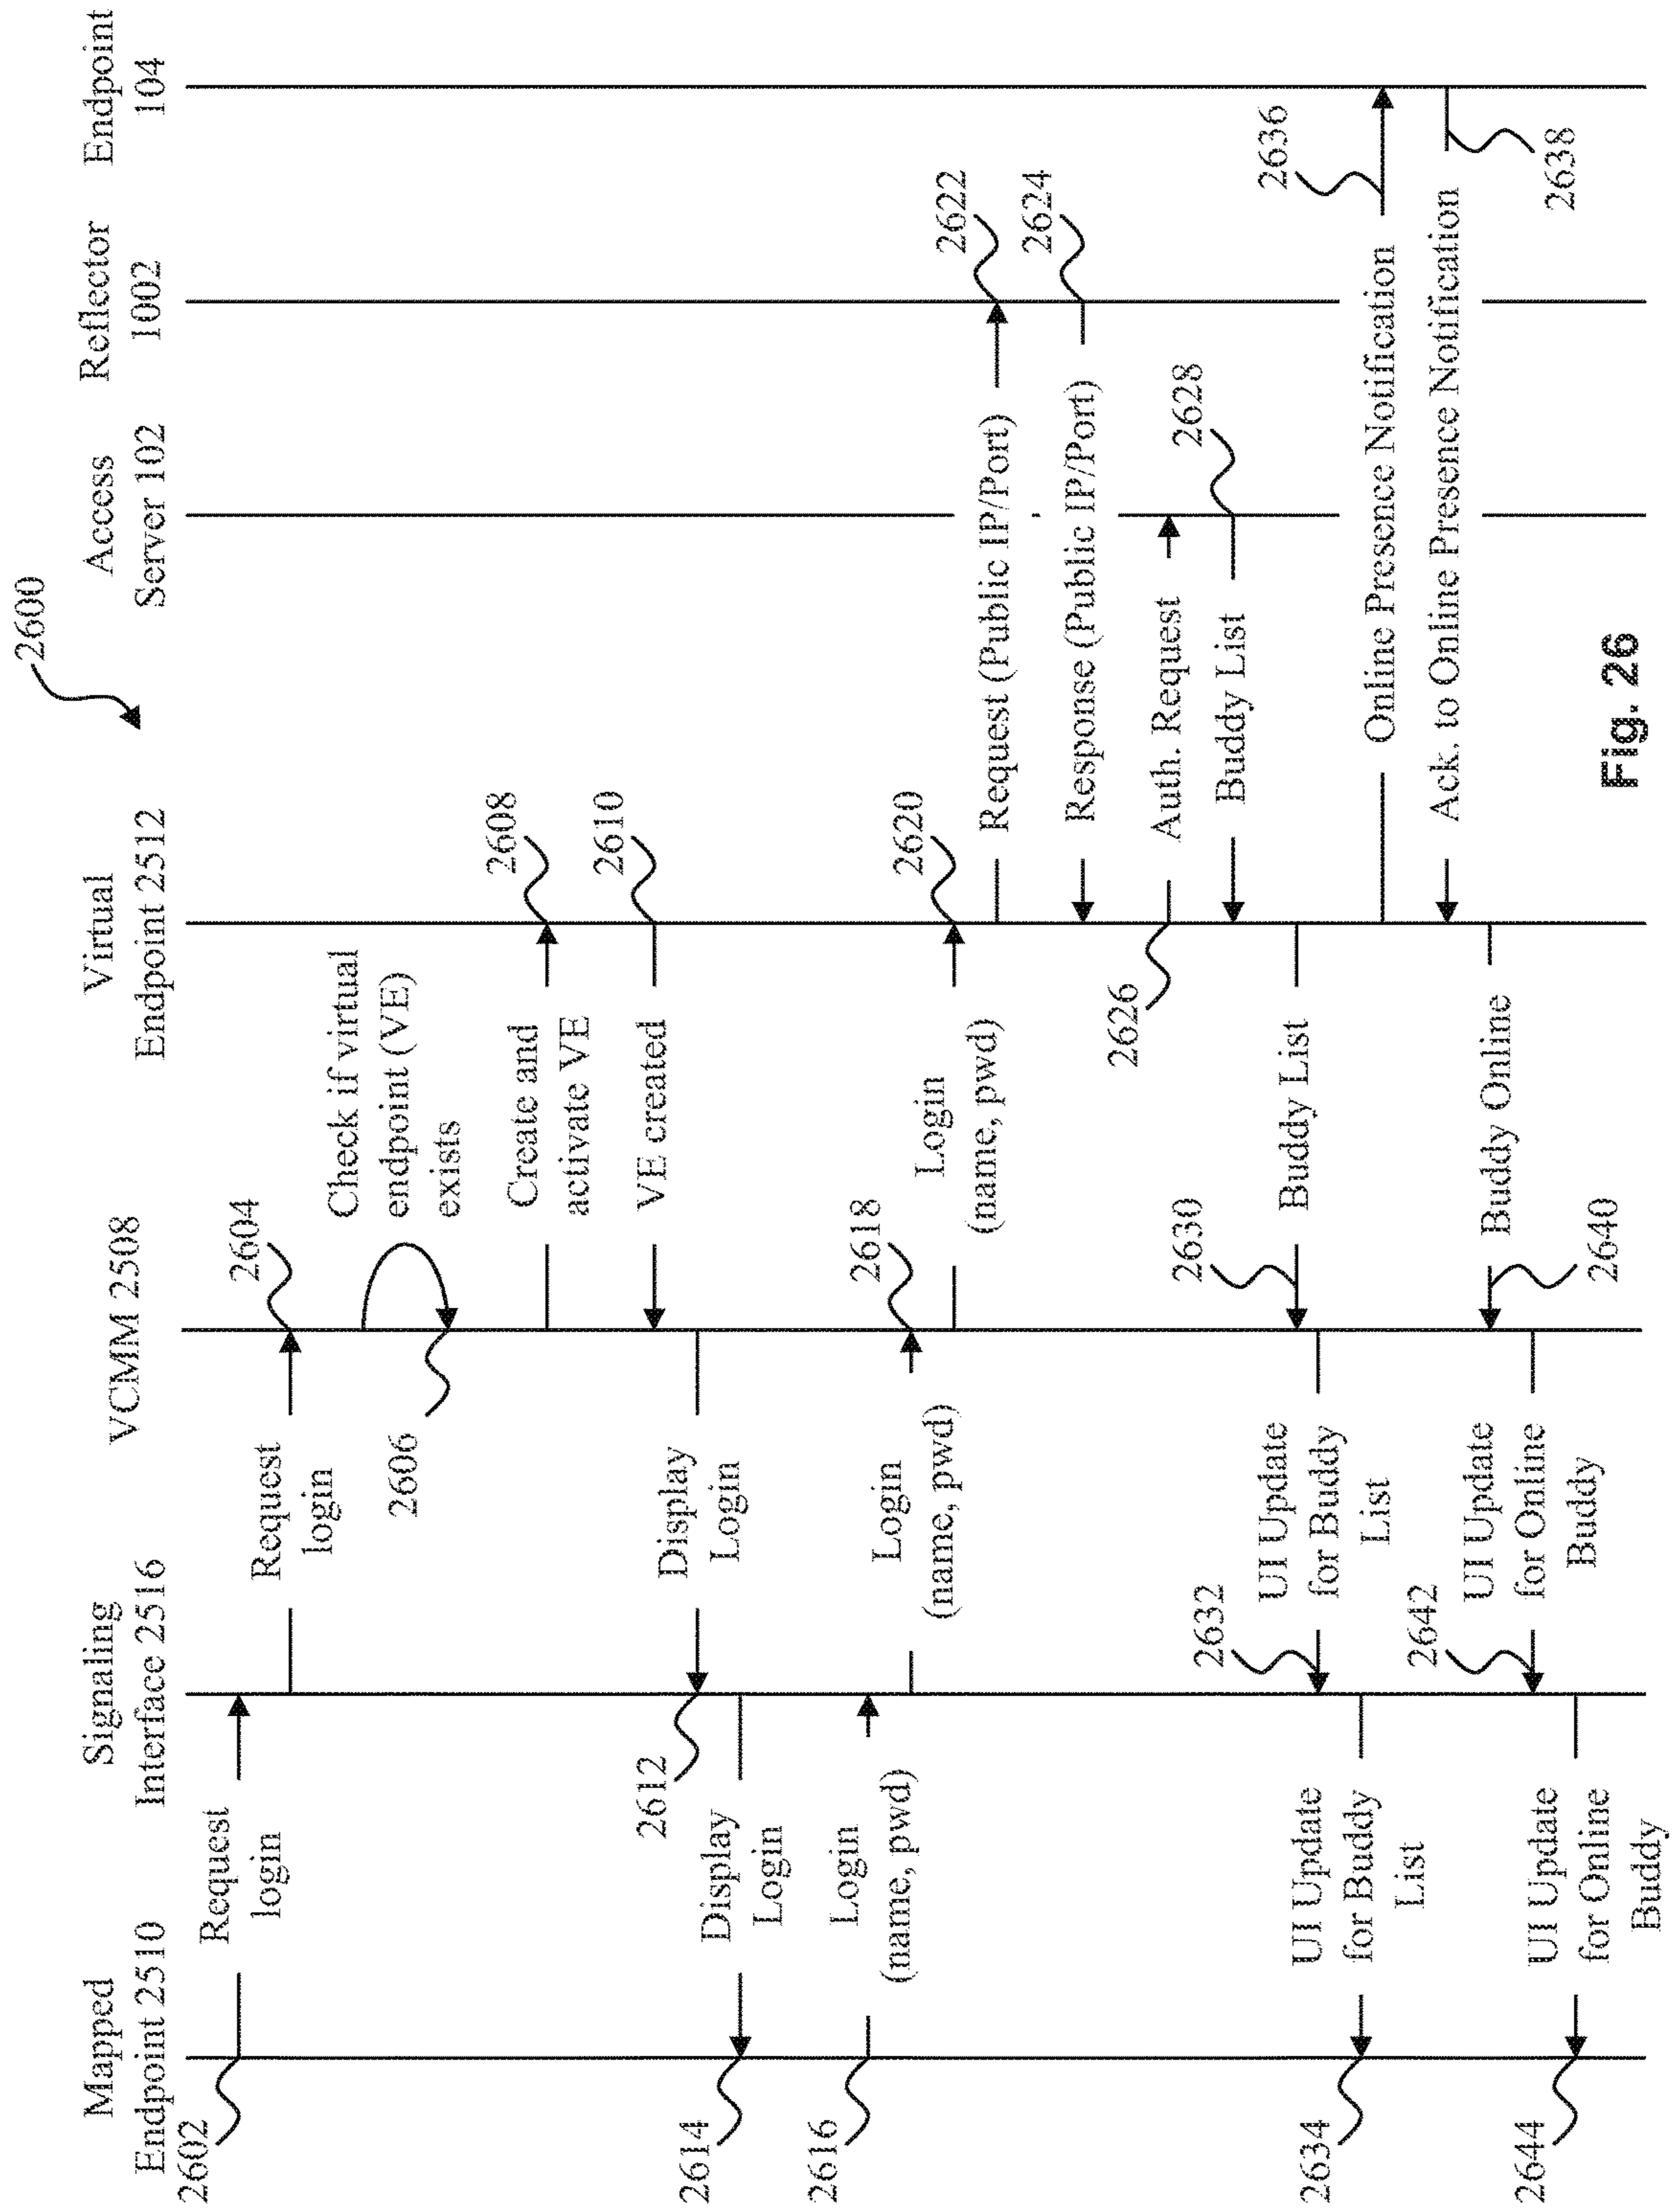 2600
Mapped
Endpoint 2510
Signaling
Interface 2516
VCMM 2508
Virtual
Endpoint 2512
Access
Server 102
Reflector
1002
Endpoint
104
2602
Request
login
Request
login
2604
Check if virtual
endpoint (VE)
exists
2606
Create and
activate VE
2608
VE created
2610
Display
Login
2612
Display
Login
2614
2616
Login
(name, pwd)
Login
(name, pwd)
2618
Login
(name, pwd)
2620
Request (Public IP/Port)
2622
Response (Public IP/Port)
2624
2626
Auth. Request
Buddy List
2628
Buddy List
2630
UI Update
for Buddy
List
2632
UI Update
for Buddy
List
2634
Online Presence Notification
2636
Ack. to Online Presence Notification
2638
Buddy Online
2640
UI Update
for Online
Buddy
2642
UI Update
for Online
Buddy
2644
Fig. 26